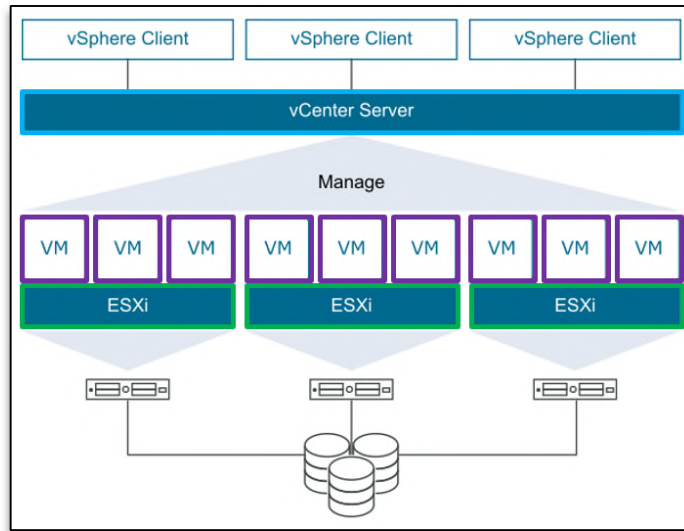 vSphere Client vSphere Client vSphere Client
vCenter Server
Manage
VM VM VM VM VM VM VM VM VM
ESXi ESXi ESXi